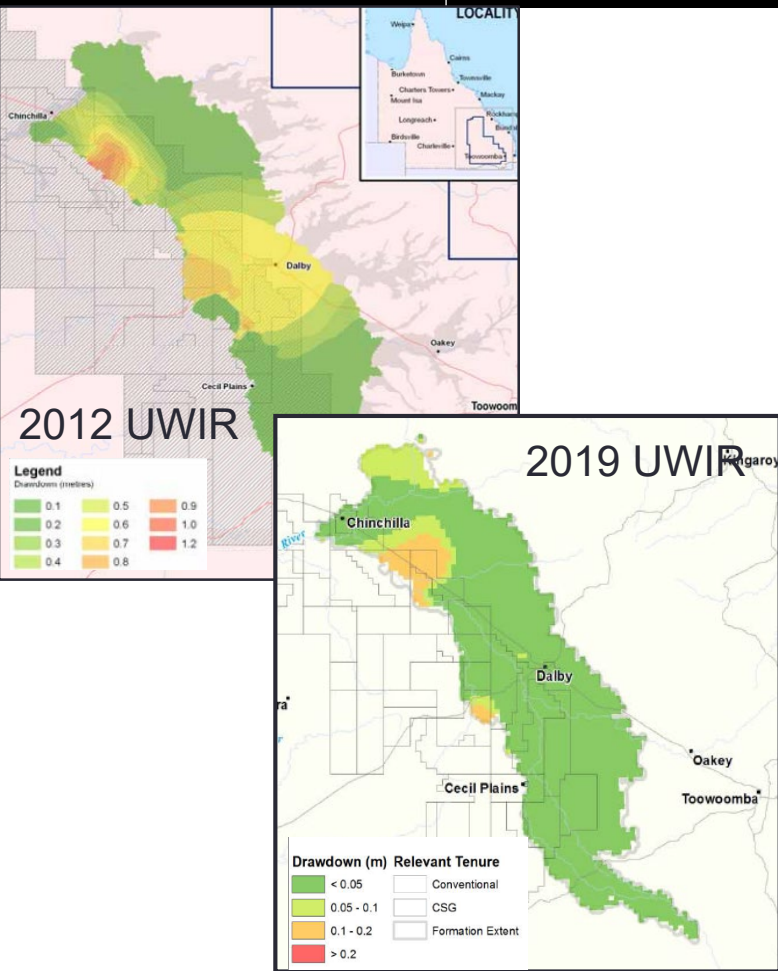 LOCALITY
Weipa
Cairns
Burketown
Townsville
Charters Towers
Mount Isa
Mackay
Longreach
Birdsville
Charleville
Toowoomba
Chinchilla
Dalby
Oakey
Cecil Plains
Toowoom
2012 UWIR
Legend
Drawdown (metres)
0.1 0.5 0.9
0.2 0.6 1.0
0.3 0.7 1.2
0.4 0.8
2019 UWIR
Kingaroy
Chinchilla
River
Dalby
ra
Oakey
Cecil Plains
Toowoomba
Drawdown (m) Relevant Tenure
< 0.05 Conventional
0.05 - 0.1 CSG
0.1 - 0.2 Formation Extent
> 0.2